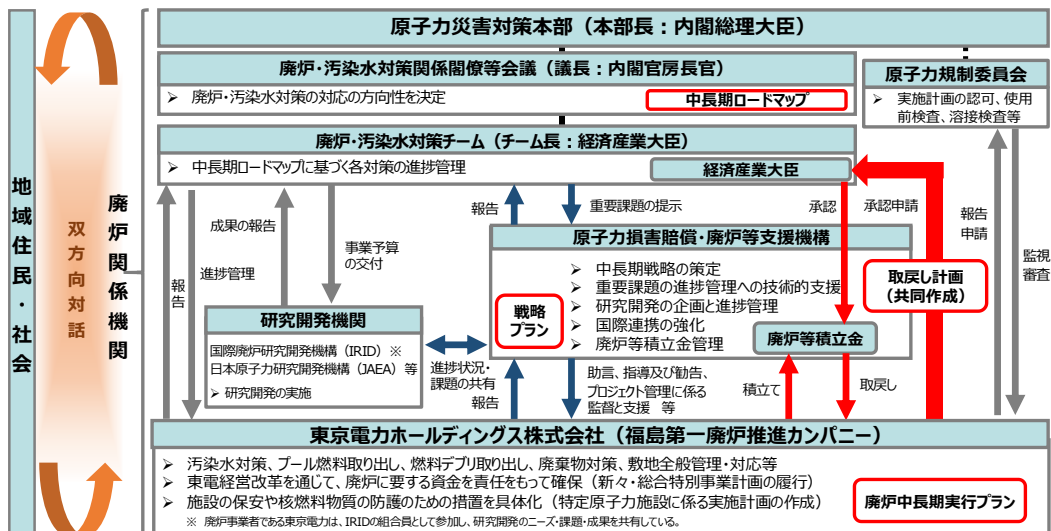 原子力災害対策本部（本部長：内閣総理大臣）
廃炉・汚染水対策関係閣僚等会議（議長：内閣官房長官）
➢ 廃炉・汚染水対策の対応の方向性を決定
中長期ロードマップ
原子力規制委員会
➢ 実施計画の認可、使用
前検査、溶接検査等
廃炉・汚染水対策チーム（チーム長：経済産業大臣）
➢ 中長期ロードマップに基づく各対策の進捗管理
経済産業大臣
地域住民・社会
双方向対話
廃炉関係機関
報告
進捗管理
成果の報告
事業予算
の交付
報告
重要課題の提示
承認
承認申請
報告
申請
監視
審査
原子力損害賠償・廃炉等支援機構
➢ 中長期戦略の策定
➢ 重要課題の進捗管理への技術的支援
➢ 研究開発の企画と進捗管理
➢ 国際連携の強化
➢ 廃炉等積立金管理
戦略
プラン
廃炉等積立金
取戻し計画
（共同作成）
研究開発機関
国際廃炉研究開発機構（IRID）※
日本原子力研究開発機構（JAEA）等
➢ 研究開発の実施
進捗状況・
課題の共有
報告
助言、指導及び勧告、
プロジェクト管理に係る
監督と支援 等
積立て
取戻し
東京電力ホールディングス株式会社（福島第一廃炉推進カンパニー）
➢ 汚染水対策、プール燃料取り出し、燃料デブリ取り出し、廃棄物対策、敷地全般管理・対応等
➢ 東電経営改革を通じて、廃炉に要する資金を責任をもって確保（新々・総合特別事業計画の履行）
➢ 施設の保安や核燃料物質の防護のための措置を具体化（特定原子力施設に係る実施計画の作成）
※ 廃炉事業者である東京電力は、IRIDの組合員として参加し、研究開発のニーズ・課題・成果を共有している。
廃炉中長期実行プラン